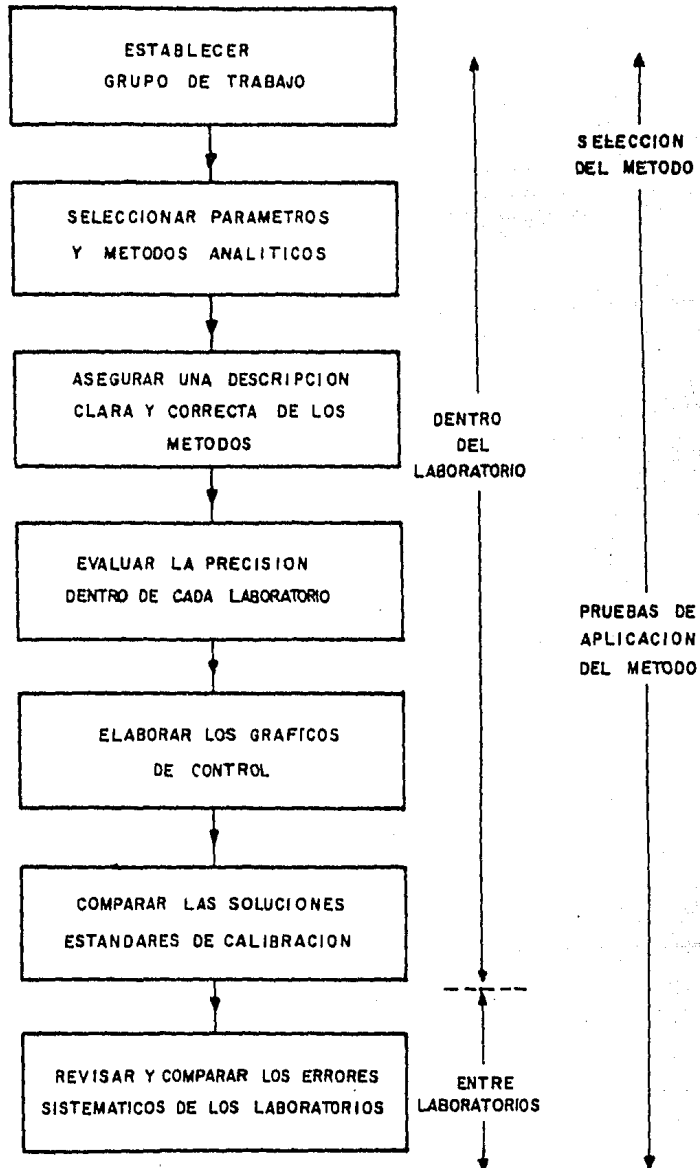 ESTABLECER
GRUPO DE TRABAJO
SELECCIONAR PARAMETROS
Y METODOS ANALITICOS
ASEGURAR UNA DESCRIPCION
CLARA Y CORRECTA DE LOS
METODOS
EVALUAR LA PRECISION
DENTRO DE CADA LABORATORIO
ELABORAR LOS GRAFICOS
DE CONTROL
COMPARAR LAS SOLUCIONES
ESTANDARES DE CALIBRACION
REVISAR Y COMPARAR LOS ERRORES
SISTEMATICOS DE LOS LABORATORIOS
DENTRO
DEL
LABORATORIO
ENTRE
LABORATORIOS
SELECCION
DEL METODO
PRUEBAS DE
APLICACION
DEL METODO